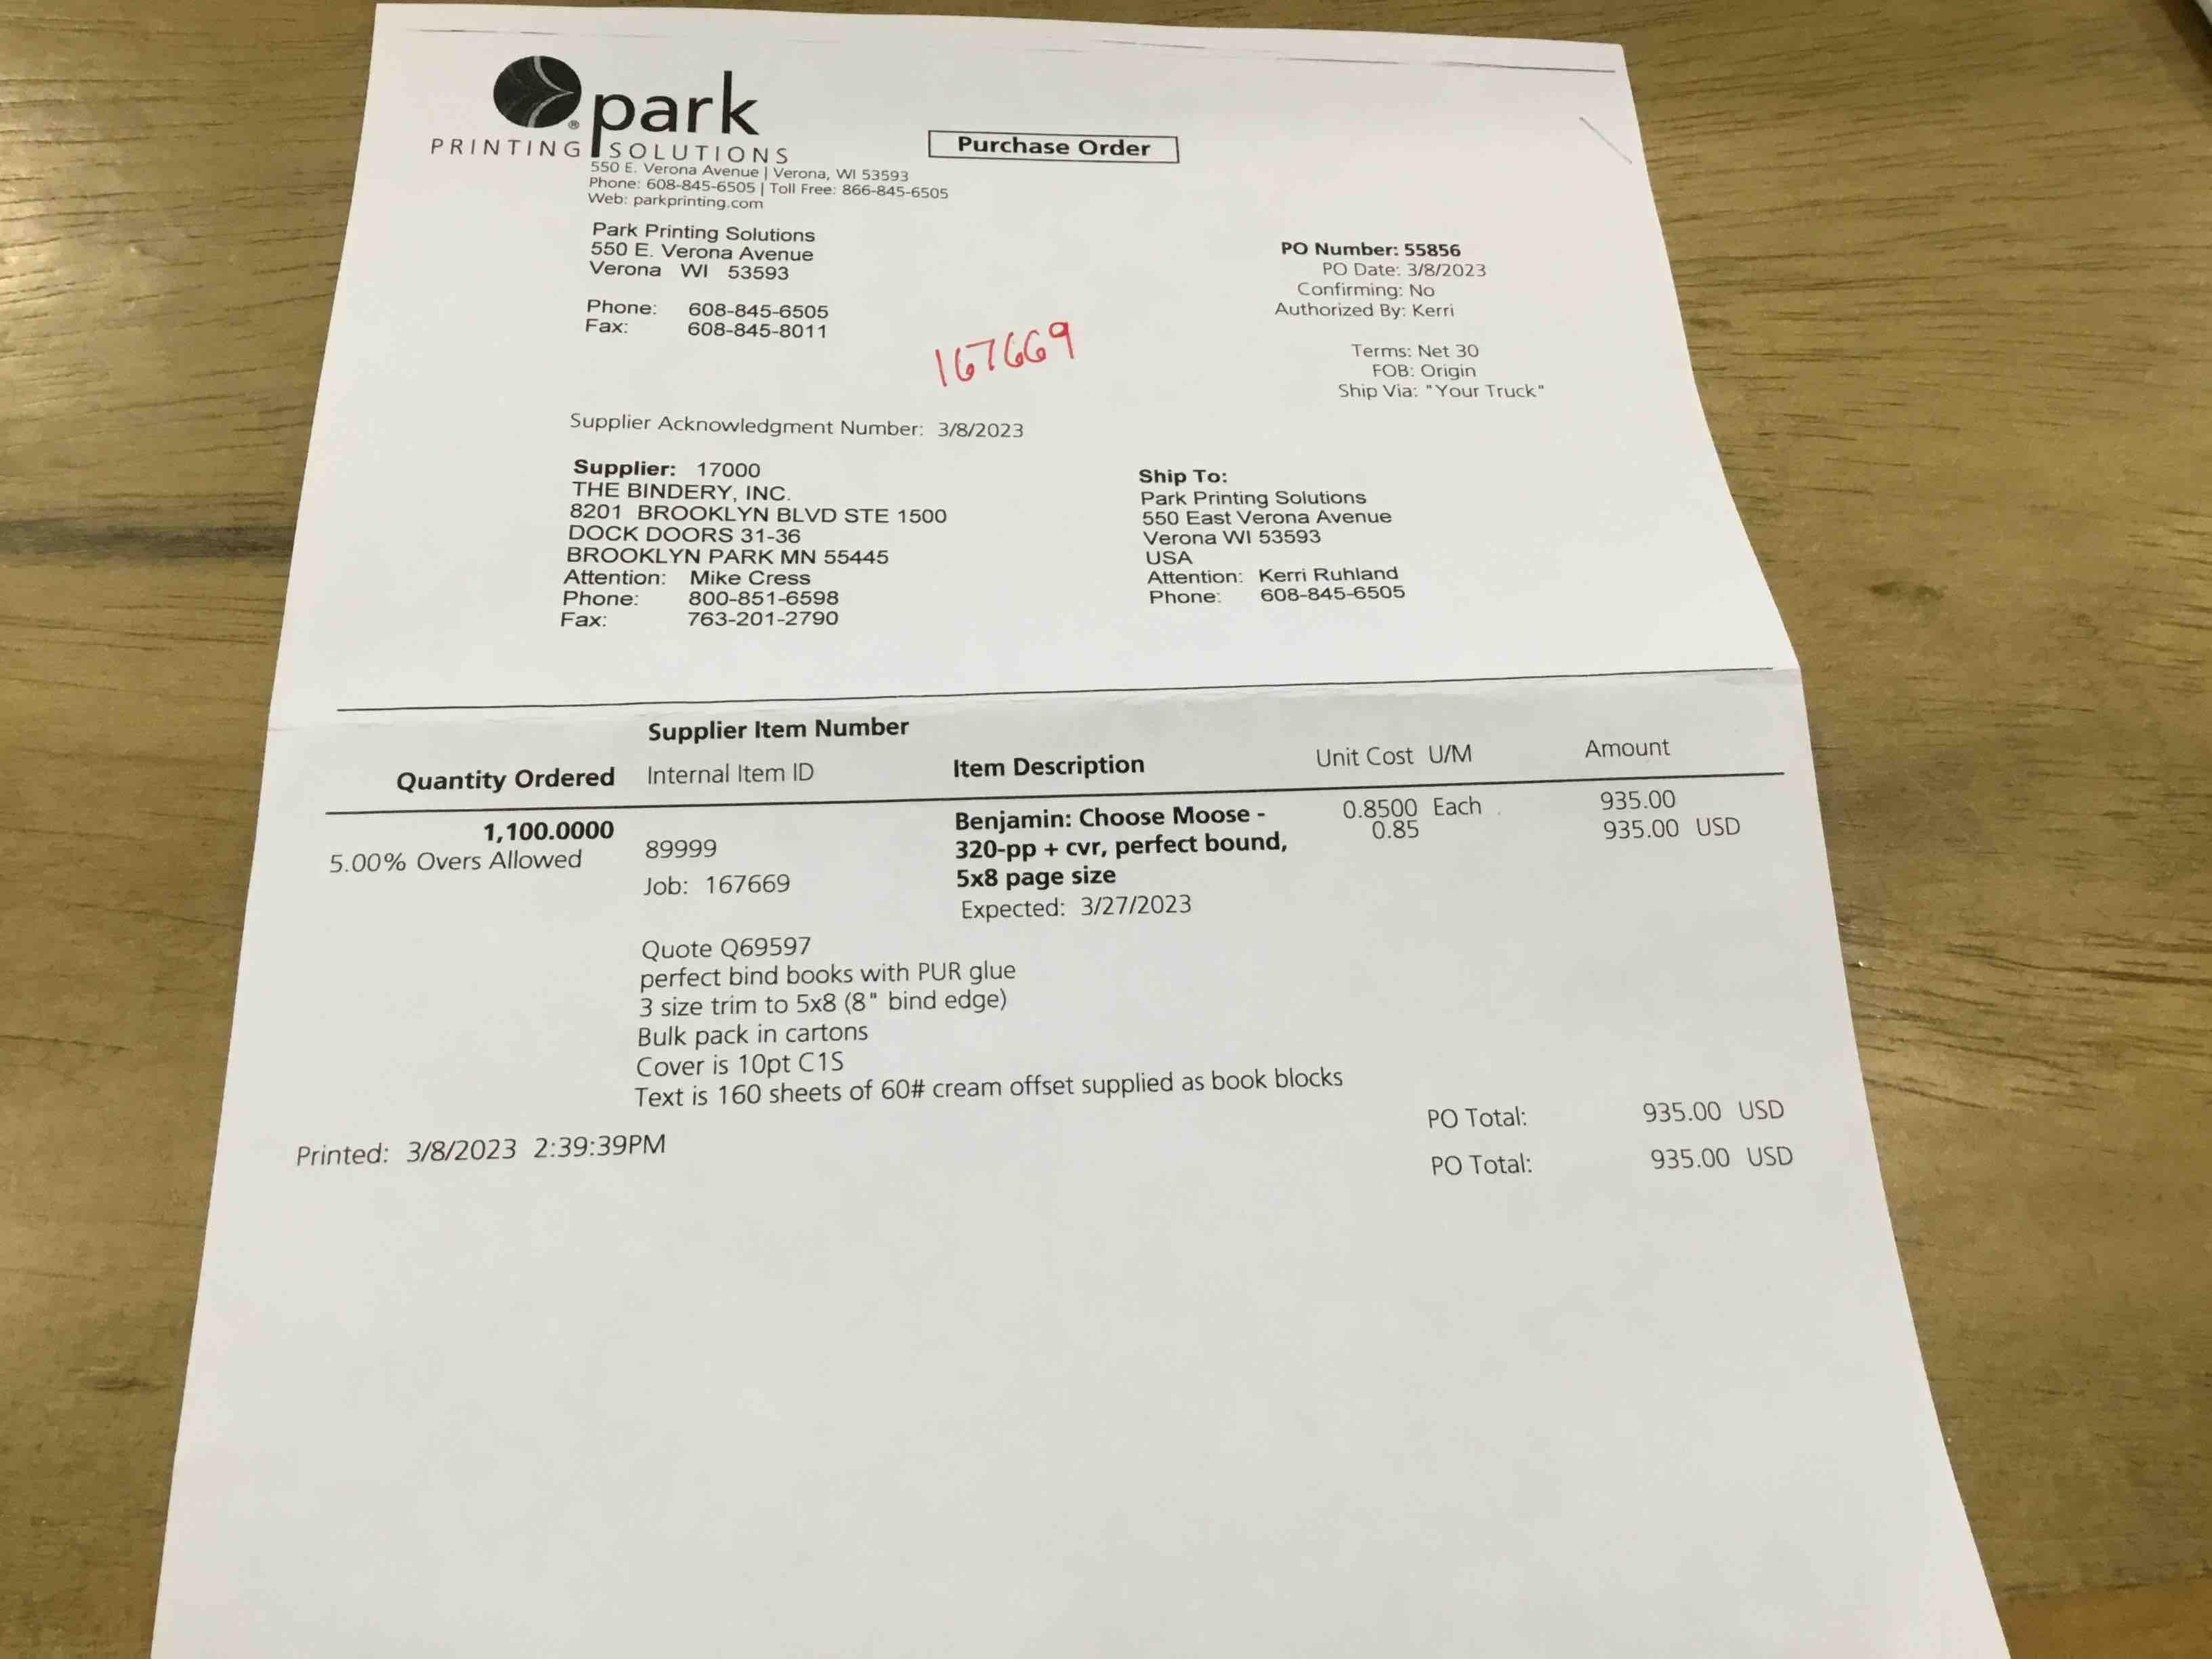 park
PRINTING SOLUTIONS
550 E. Verona Avenue | Verona, WI 53593
Phone: 608-845-6505 | Toll Free: 866-845-6505
Web: parkprinting.com
Purchase Order
Park Printing Solutions
550 E. Verona Avenue
Verona WI 53593
Phone: 608-845-6505
Fax: 608-845-8011
PO Number: 55856
PO Date: 3/8/2023
Confirming: No
Authorized By: Kerri
Terms: Net 30
FOB: Origin
Ship Via: "Your Truck"
167669
Supplier Acknowledgment Number: 3/8/2023
Supplier: 17000
THE BINDERY, INC.
8201 BROOKLYN BLVD STE 1500
DOCK DOORS 31-36
BROOKLYN PARK MN 55445
Attention: Mike Cress
Phone: 800-851-6598
Fax: 763-201-2790
Ship To:
Park Printing Solutions
550 East Verona Avenue
Verona WI 53593
USA
Attention: Kerri Ruhland
Phone: 608-845-6505
Supplier Item Number
Quantity Ordered Internal Item ID Item Description Unit Cost U/M Amount
1,100.0000 Benjamin: Choose Moose - 0.8500 Each 935.00
5.00% Overs Allowed 89999 320-pp + cvr, perfect bound, 0.85 935.00 USD
Job: 167669 5x8 page size
Expected: 3/27/2023
Quote Q69597
perfect bind books with PUR glue
3 size trim to 5x8 (8" bind edge)
Bulk pack in cartons
Cover is 10pt C1S
Text is 160 sheets of 60# cream offset supplied as book blocks
PO Total: 935.00 USD
Printed: 3/8/2023 2:39:39PM
PO Total: 935.00 USD